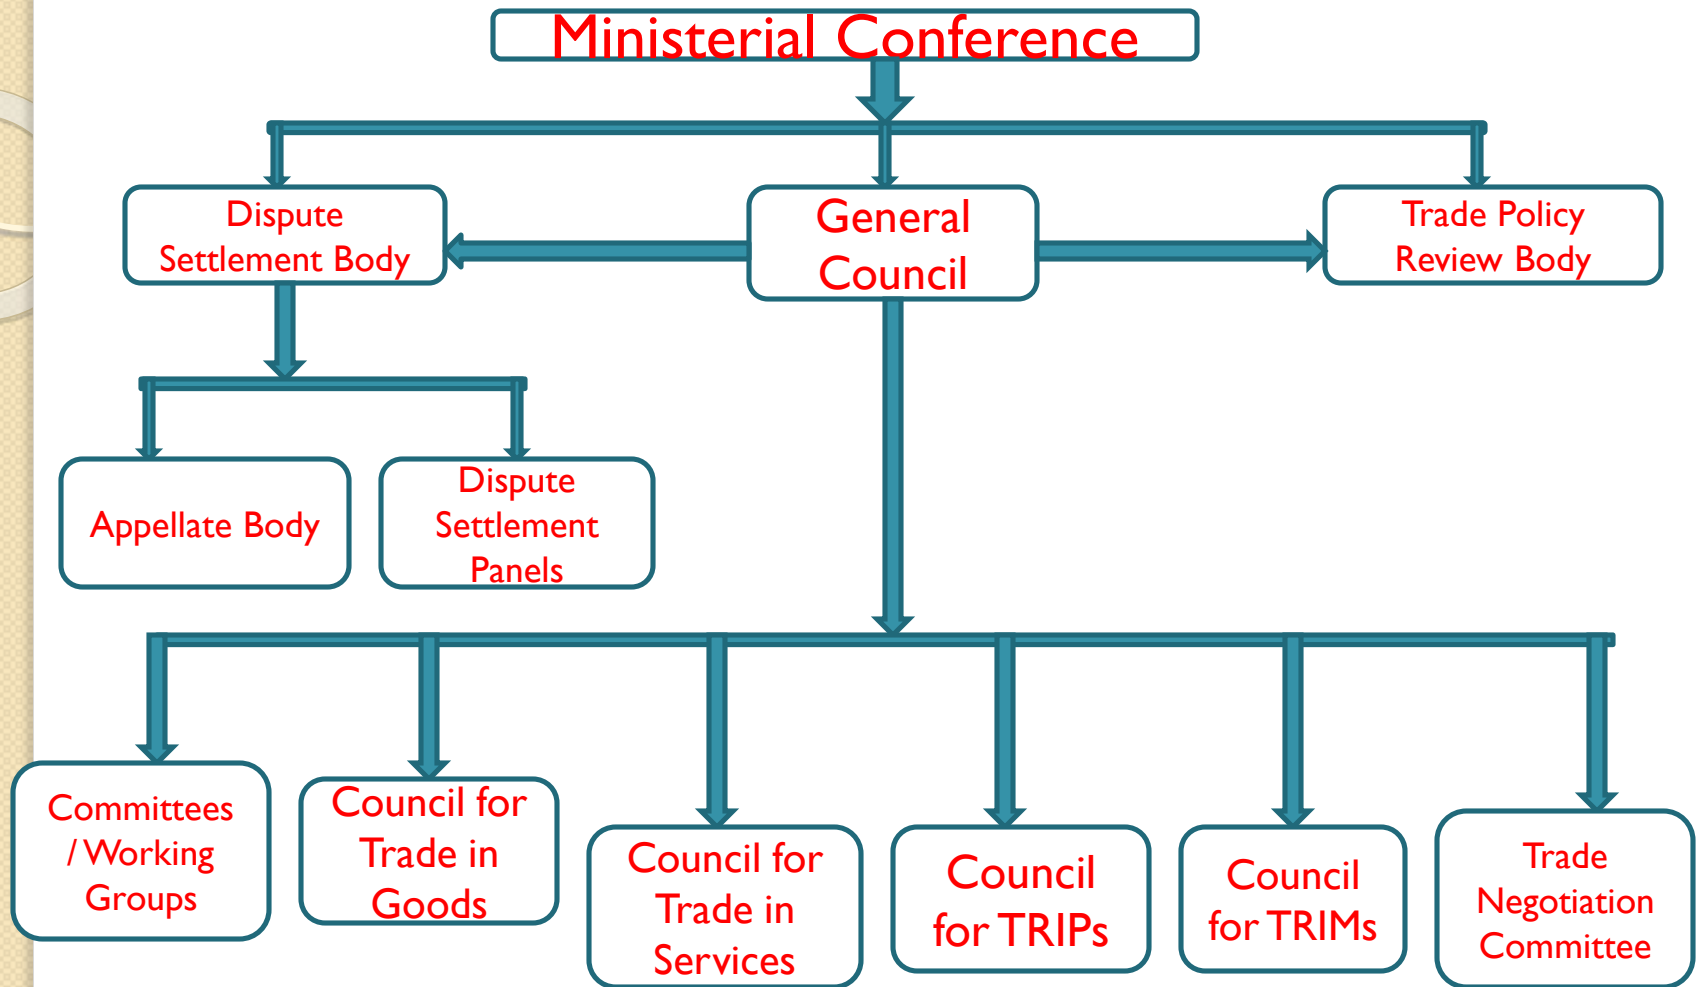 Ministerial Conference
Dispute
Settlement Body
General
Council
Trade Policy
Review Body
Appellate Body
Dispute
Settlement
Panels
Committees
/ Working
Groups
Council for
Trade in
Goods
Council for
Trade in
Services
Council
for TRIPs
Council
for TRIMs
Trade
Negotiation
Committee